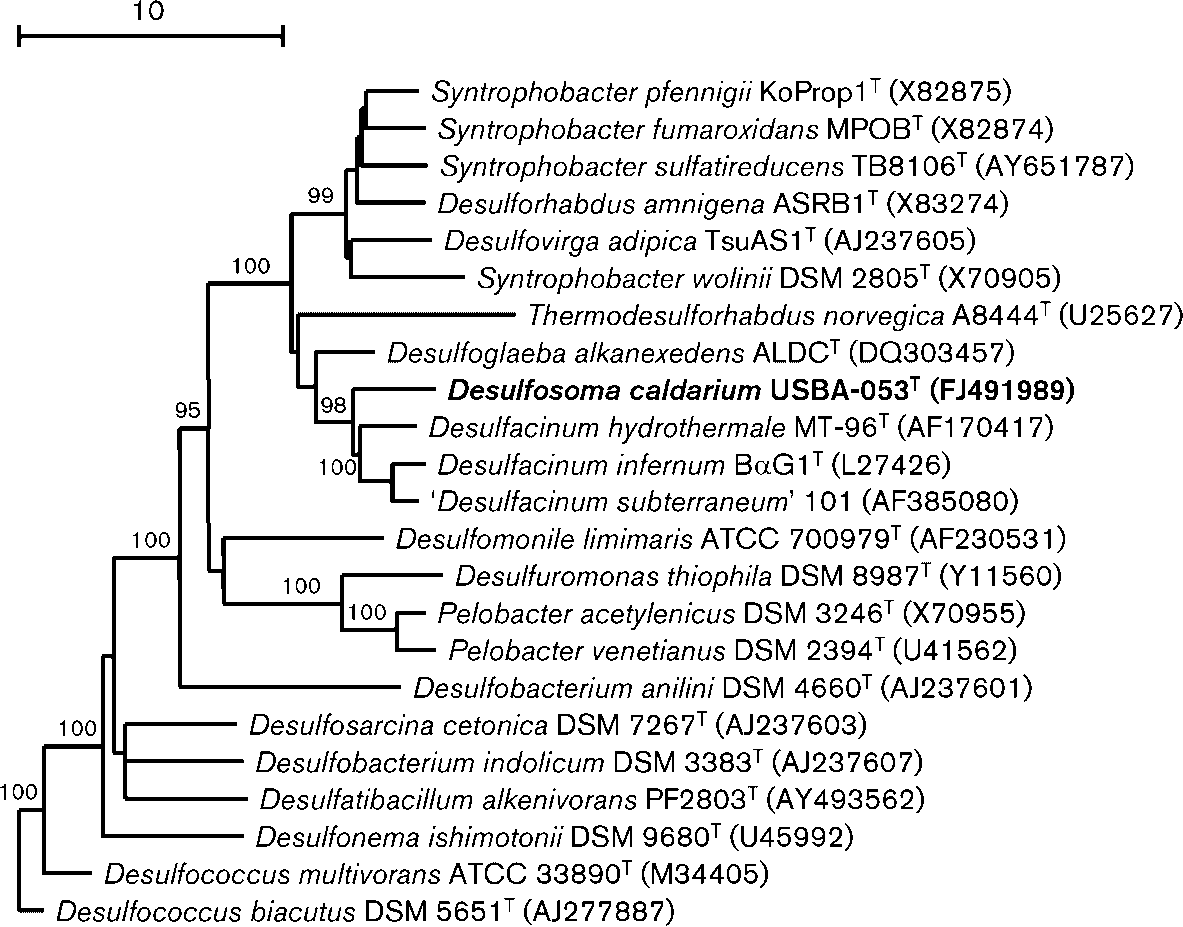 10
Syntrophobacter pfennigii KoProp1ᵀ (X82875)
Syntrophobacter fumaroxidans MPOBᵀ (X82874)
Syntrophobacter sulfatireducens TB8106ᵀ (AY651787)
99
Desulforhabdus amnigena ASRB1ᵀ (X83274)
Desulfovirga adipica TsuAS1ᵀ (AJ237605)
100
Syntrophobacter wolinii DSM 2805ᵀ (X70905)
Thermodesulforhabdus norvegica A8444ᵀ (U25627)
Desulfoglaeba alkanexedens ALDCᵀ (DQ303457)
Desulfosoma caldarium USBA-053ᵀ (FJ491989)
95
98
Desulfacinum hydrothermale MT-96ᵀ (AF170417)
100
Desulfacinum infernum BαG1ᵀ (L27426)
'Desulfacinum subterraneum' 101 (AF385080)
100
Desulfomonile limimaris ATCC 700979ᵀ (AF230531)
100
Desulfuromonas thiophila DSM 8987ᵀ (Y11560)
100
Pelobacter acetylenicus DSM 3246ᵀ (X70955)
Pelobacter venetianus DSM 2394ᵀ (U41562)
Desulfobacterium anilini DSM 4660ᵀ (AJ237601)
100
Desulfosarcina cetonica DSM 7267ᵀ (AJ237603)
Desulfobacterium indolicum DSM 3383ᵀ (AJ237607)
100
Desulfatibacillum alkenivorans PF2803ᵀ (AY493562)
Desulfonema ishimotonii DSM 9680ᵀ (U45992)
Desulfococcus multivorans ATCC 33890ᵀ (M34405)
Desulfococcus biacutus DSM 5651ᵀ (AJ277887)